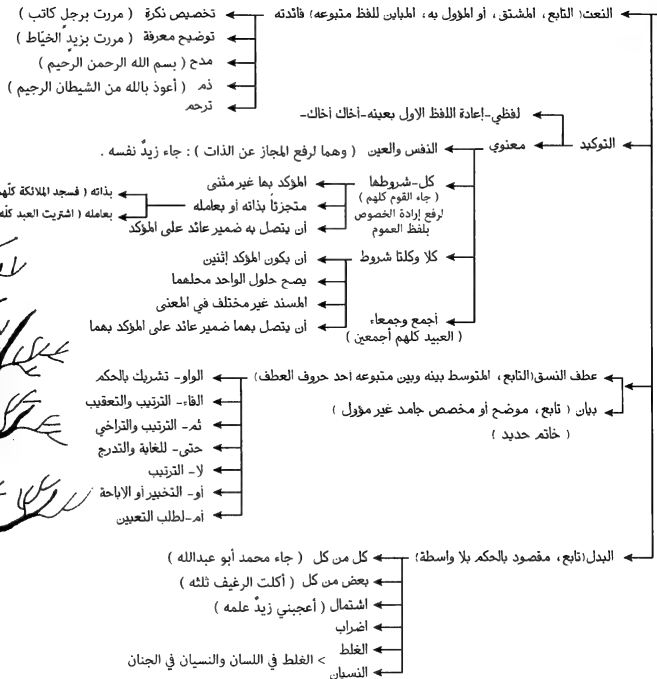 النعت( التابع، المشتق، أو المؤول به، المباين للفظ متبوعه) فائدته
تخصيص نكرة ( مررت برجل كاتب )
توضيح معرفة ( مررت بزيدٍ الخيّاط )
مدح ( بسم الله الرحمن الرحيم )
ذم ( أعوذ بالله من الشيطان الرجيم )
ترحم
التوكيد
لفظي-إعادة اللفظ الاول بعينه-أخاك أخاك-
معنوي
النفس والعين ( وهما لرفع المجاز عن الذات ) : جاء زيدٌ نفسه .
كل-شروطها
( جاء القوم كلهم )
لرفع إرادة الخصوص
بلفظ العموم
المؤكد بها غير مثنى
متجزئا بذاته أو بعامله
بذاته ( فسجد الملائكة كلهم
بعامله ( اشتريت العبد كله
أن يتصل به ضمير عائد على المؤكد
كلا وكلتا شروط
أن يكون المؤكد إثنين
يصح حلول الواحد محلهما
المسند غير مختلف في المعنى
أن يتصل بهما ضمير عائد على المؤكد بهما
أجمع وجمعاء
( العبيد كلهم أجمعين )
عطف النسق(التابع، المتوسط بينه وبين متبوعه أحد حروف العطف)
الواو- تشريك بالحكم
الفاء- الترتيب والتعقيب
ثم- الترتيب والتراخي
حتى- للغاية والتدرج
لا- الترتيب
أو- التخيير أو الاباحة
أم-لطلب التعيين
بيان ( تابع، موضح أو مخصص جامد غير مؤول )
( خاتم حديد )
البدل(تابع، مقصود بالحكم بلا واسطة)
كل من كل ( جاء محمد أبو عبدالله )
بعض من كل ( أكلت الرغيف ثلثه )
اشتمال ( أعجبني زيدٌ علمه )
اضراب
الغلط
النسيان
> الغلط في اللسان والنسيان في الجنان